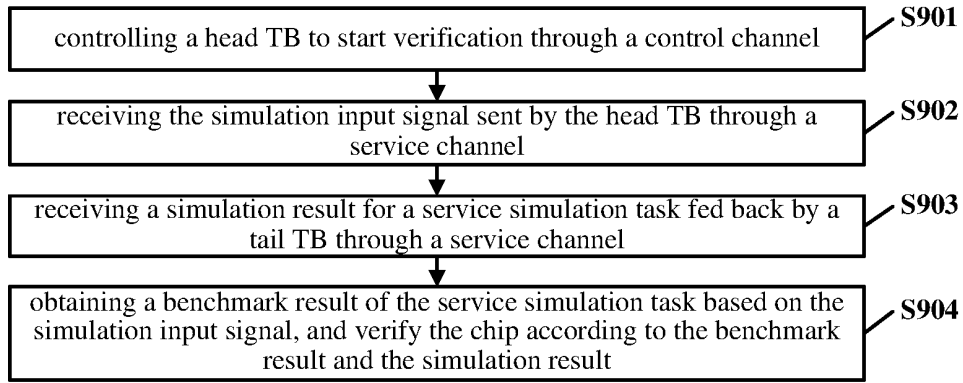 controlling a head TB to start verification through a control channel
S901
receiving the simulation input signal sent by the head TB through a
service channel
S902
receiving a simulation result for a service simulation task fed back by a
tail TB through a service channel
S903
obtaining a benchmark result of the service simulation task based on the
simulation input signal, and verify the chip according to the benchmark
result and the simulation result
S904